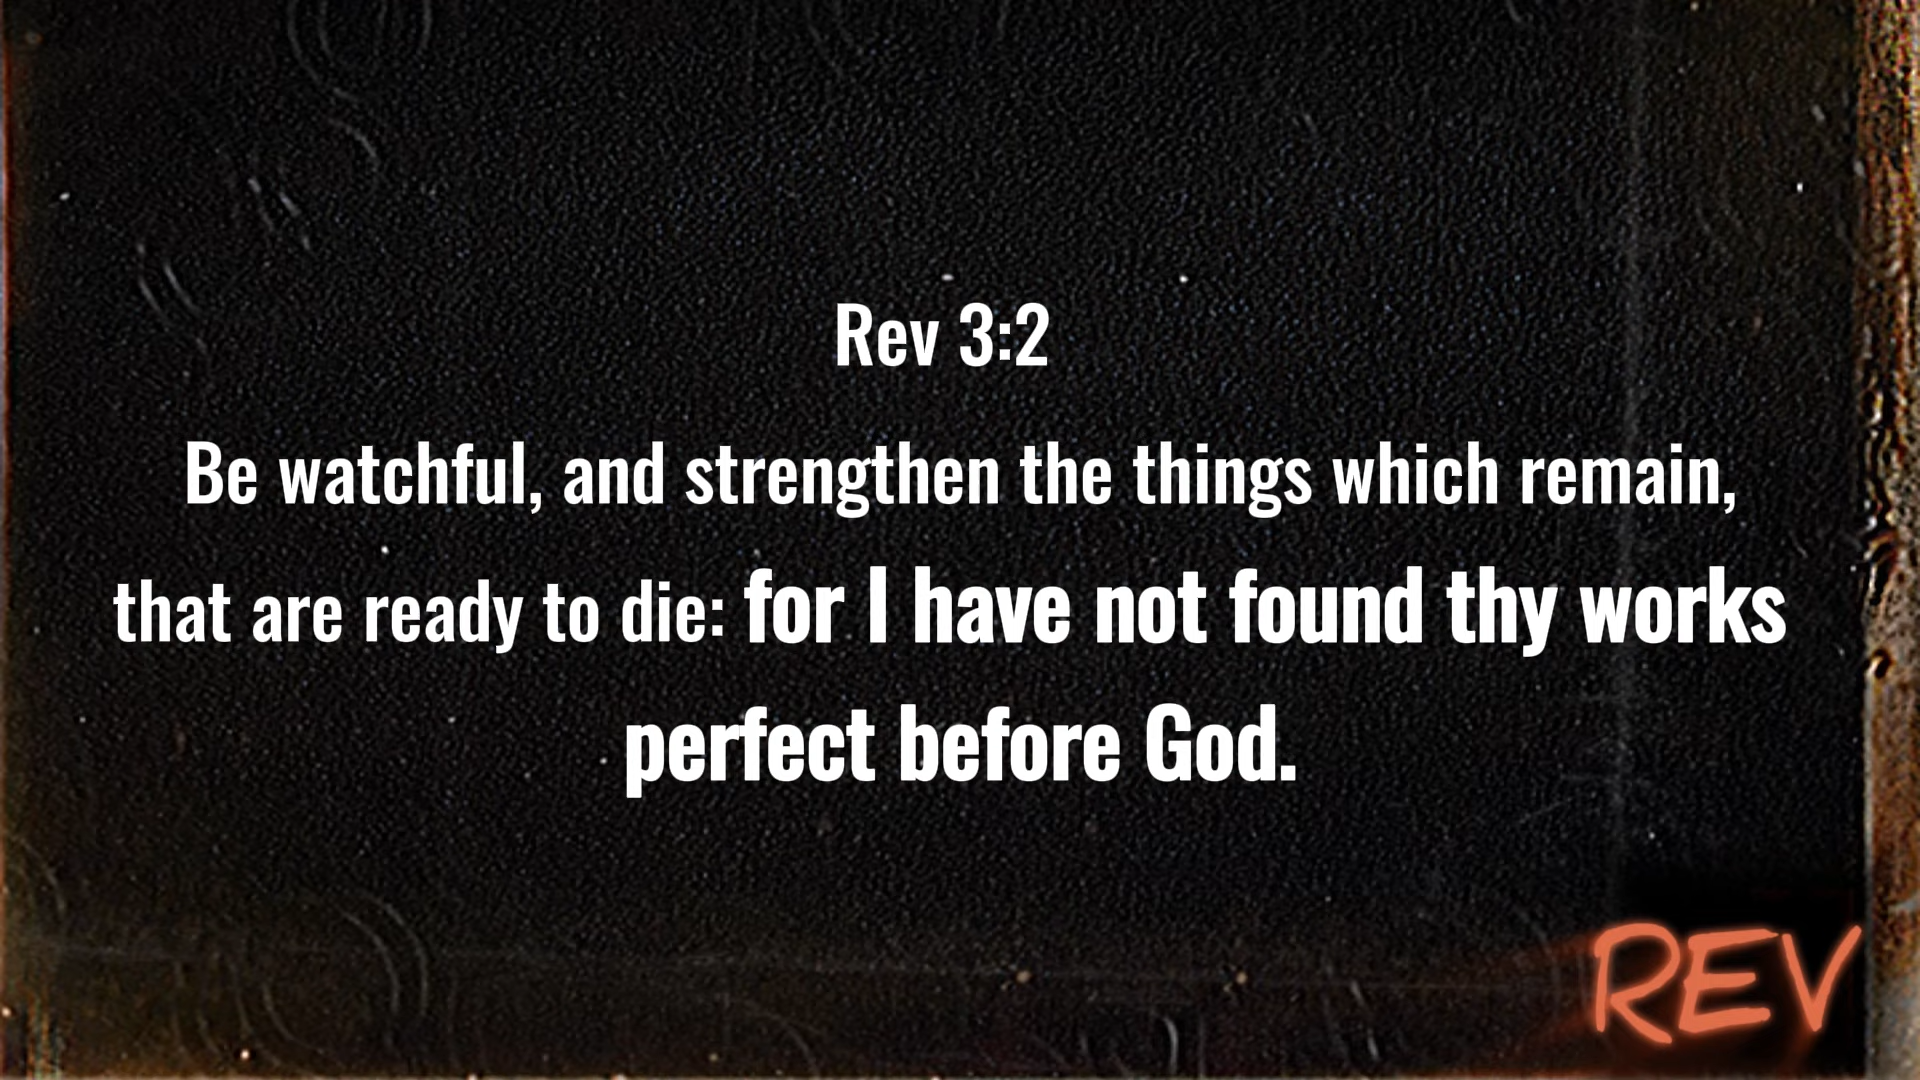 Rev 3:2
Be watchful, and strengthen the things which remain,
that are ready to die: for I have not found thy works
perfect before God.
REV